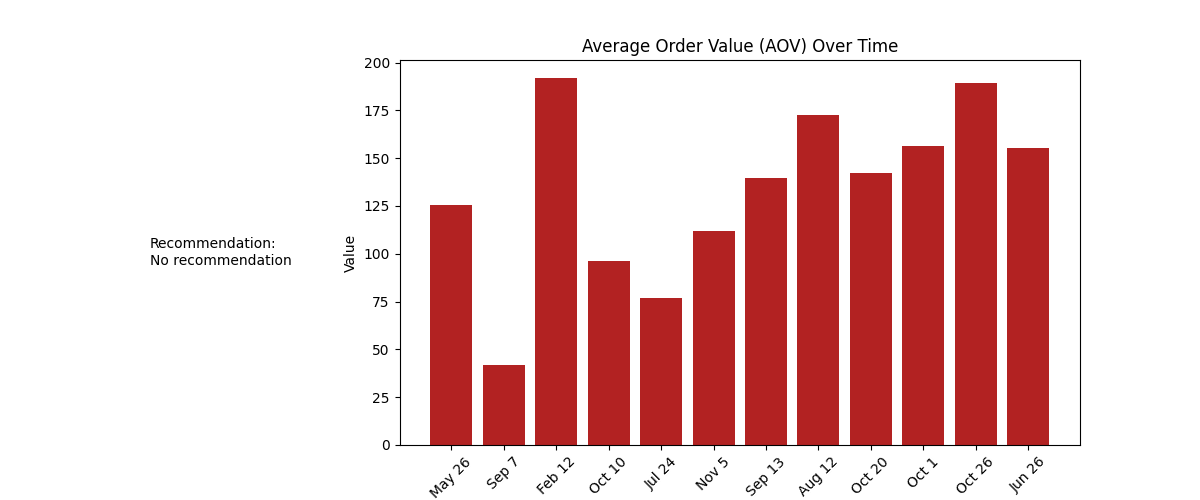 Average Order Value (AOV) Over Time
Recommendation:
No recommendation
Value
200
175
150
125
100
75
50
25
0
May 26
Sep 7
Feb 12
Oct 10
Jul 24
Nov 5
Sep 13
Aug 12
Oct 20
Oct 1
Oct 26
Jun 26